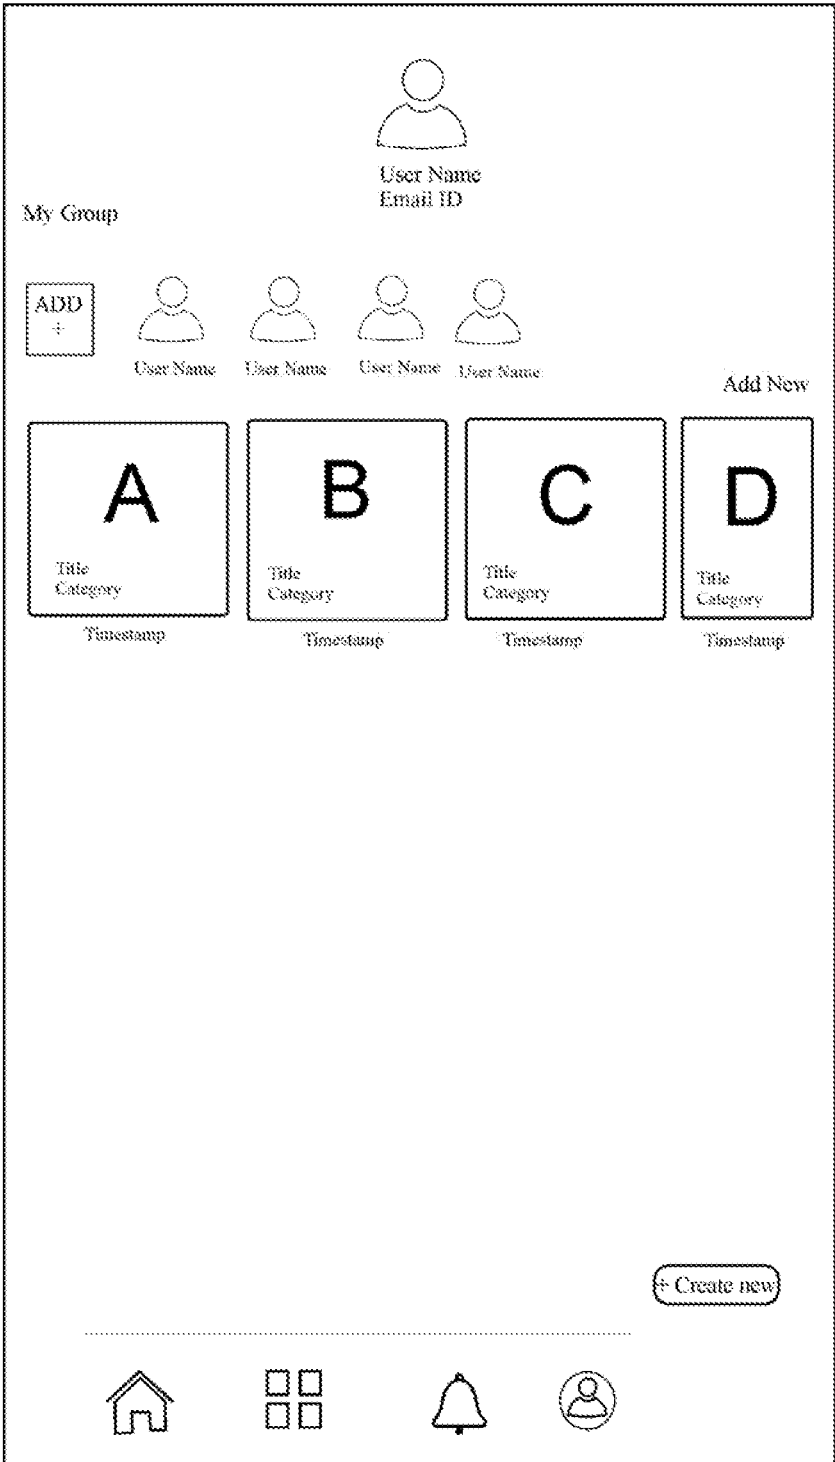 User Name
Email ID
My Group
ADD
+
User Name
User Name
User Name
User Name
Add New
A
Title
Category
Timestamp
B
Title
Category
Timestamp
C
Title
Category
Timestamp
D
Title
Category
Timestamp
+ Create new